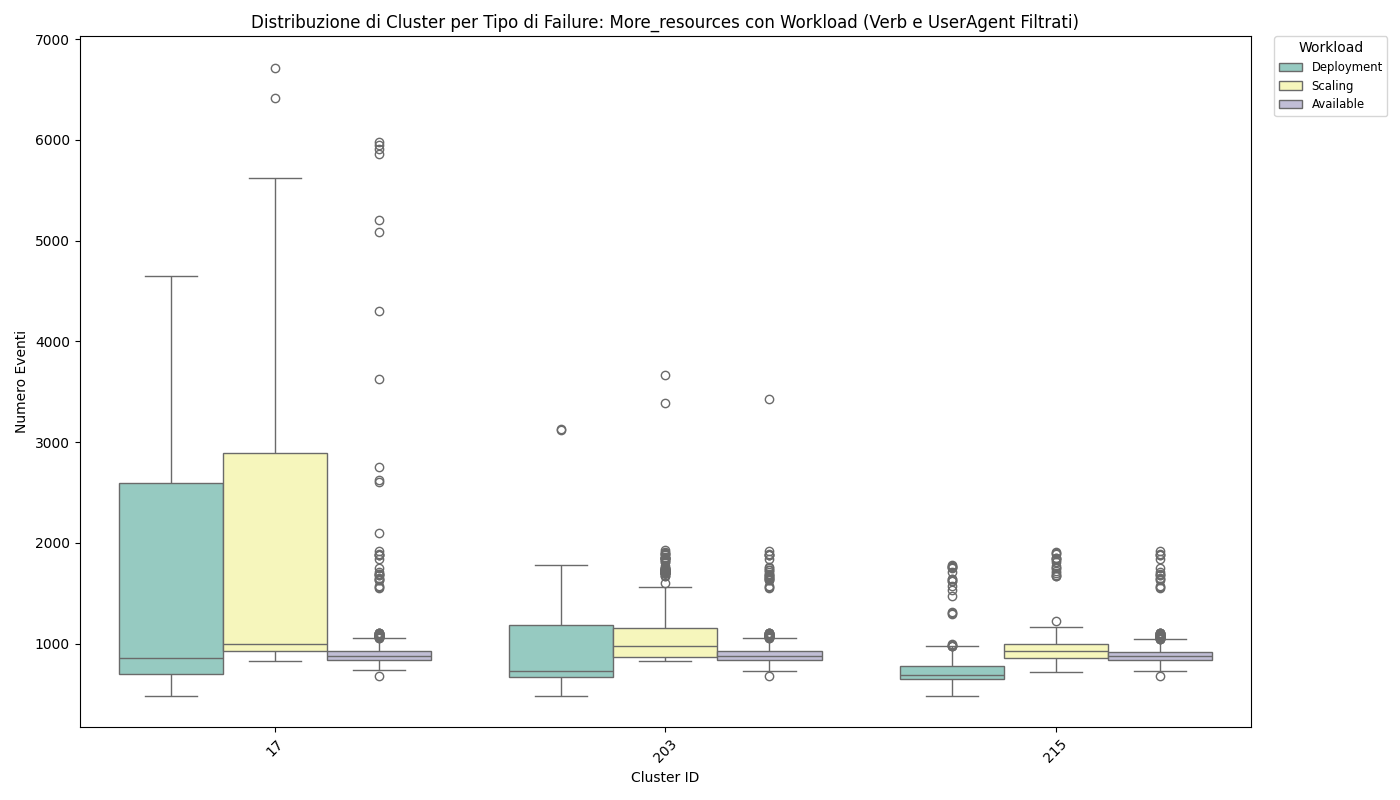 Distribuzione di Cluster per Tipo di Failure: More_resources con Workload (Verb e UserAgent Filtrati)
Workload
Deployment
Scaling
Available
Numero Eventi
7000
6000
5000
4000
3000
2000
1000
17
203
215
Cluster ID